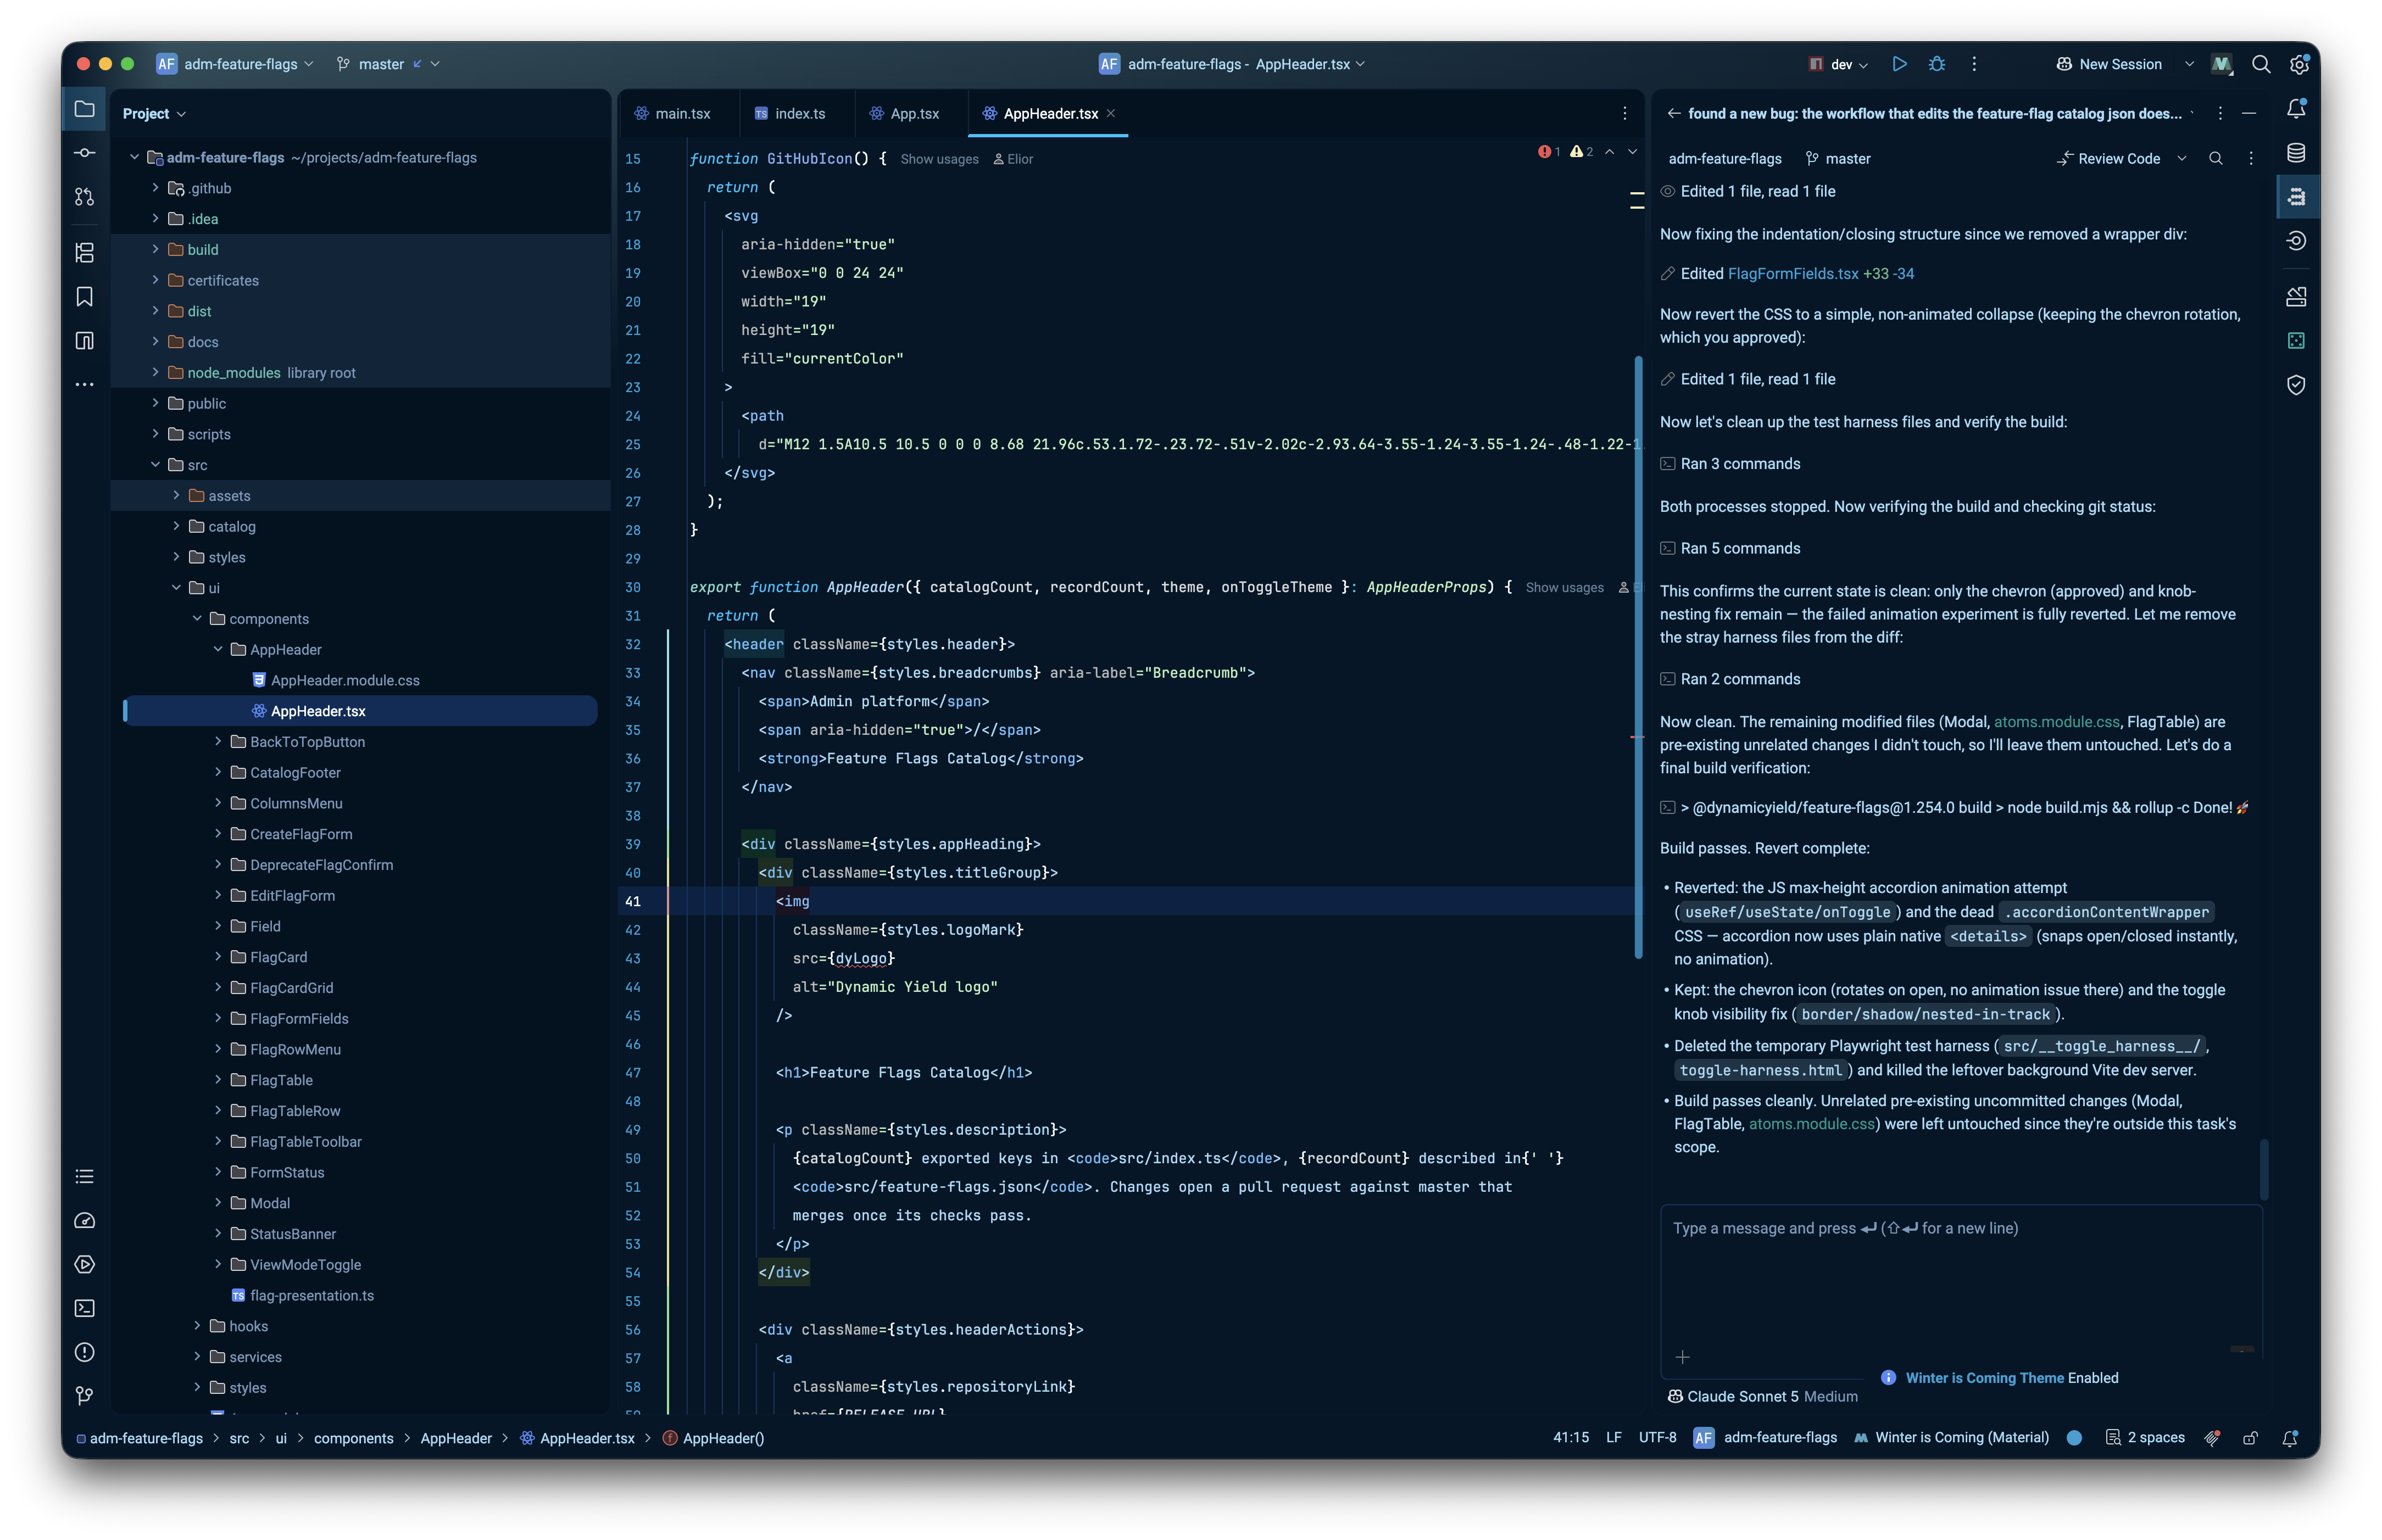 AF adm-feature-flags master
AF adm-feature-flags - AppHeader.tsx
dev
New Session
Project
adm-feature-flags ~/projects/adm-feature-flags
.github
.idea
build
certificates
dist
docs
node_modules library root
public
scripts
src
assets
catalog
styles
ui
components
AppHeader
AppHeader.module.css
AppHeader.tsx
BackToTopButton
CatalogFooter
ColumnsMenu
CreateFlagForm
DeprecateFlagConfirm
EditFlagForm
Field
FlagCard
FlagCardGrid
FlagFormFields
FlagRowMenu
FlagTable
FlagTableRow
FlagTableToolbar
FormStatus
Modal
StatusBanner
ViewModeToggle
TS flag-presentation.ts
hooks
services
styles
main.tsx
TS index.ts
App.tsx
AppHeader.tsx
1 2
15 function GitHubIcon() { Show usages Elior
16 return (
17 <svg
18 aria-hidden="true"
19 viewBox="0 0 24 24"
20 width="19"
21 height="19"
22 fill="currentColor"
23 >
24 <path
25 d="M12 1.5A10.5 10.5 0 0 0 8.68 21.96c.53.1.72-.23.72-.51v-2.02c-2.93.64-3.55-1.24-3.55-1.24-.48-1.22-1.
26 </svg>
27 );
28 }
29
30 export function AppHeader({ catalogCount, recordCount, theme, onToggleTheme }: AppHeaderProps) { Show usages El
31 return (
32 <header className={styles.header}>
33 <nav className={styles.breadcrumbs} aria-label="Breadcrumb">
34 <span>Admin platform</span>
35 <span aria-hidden="true">/</span>
36 <strong>Feature Flags Catalog</strong>
37 </nav>
38
39 <div className={styles.appHeading}>
40 <div className={styles.titleGroup}>
41 <img
42 className={styles.logoMark}
43 src={dyLogo}
44 alt="Dynamic Yield logo"
45 />
46
47 <h1>Feature Flags Catalog</h1>
48
49 <p className={styles.description}>
50 {catalogCount} exported keys in <code>src/index.ts</code>, {recordCount} described in{' '}
51 <code>src/feature-flags.json</code>. Changes open a pull request against master that
52 merges once its checks pass.
53 </p>
54 </div>
55
56 <div className={styles.headerActions}>
57 <a
58 className={styles.repositoryLink}
59 href={RELEASE_URL}
found a new bug: the workflow that edits the feature-flag catalog json does...
adm-feature-flags master
Review Code
Edited 1 file, read 1 file
Now fixing the indentation/closing structure since we removed a wrapper div:
Edited FlagFormFields.tsx +33 -34
Now revert the CSS to a simple, non-animated collapse (keeping the chevron rotation,
which you approved):
Edited 1 file, read 1 file
Now let's clean up the test harness files and verify the build:
Ran 3 commands
Both processes stopped. Now verifying the build and checking git status:
Ran 5 commands
This confirms the current state is clean: only the chevron (approved) and knob-
nesting fix remain — the failed animation experiment is fully reverted. Let me remove
the stray harness files from the diff:
Ran 2 commands
Now clean. The remaining modified files (Modal, atoms.module.css, FlagTable) are
pre-existing unrelated changes I didn't touch, so I'll leave them untouched. Let's do a
final build verification:
> @dynamicyield/feature-flags@1.254.0 build > node build.mjs && rollup -c Done! 🚀
Build passes. Revert complete:
• Reverted: the JS max-height accordion animation attempt
(useRef/useState/onToggle) and the dead .accordionContentWrapper
CSS — accordion now uses plain native <details> (snaps open/closed instantly,
no animation).
• Kept: the chevron icon (rotates on open, no animation issue there) and the toggle
knob visibility fix (border/shadow/nested-in-track).
• Deleted the temporary Playwright test harness (src/__toggle_harness__/,
toggle-harness.html) and killed the leftover background Vite dev server.
• Build passes cleanly. Unrelated pre-existing uncommitted changes (Modal,
FlagTable, atoms.module.css) were left untouched since they're outside this task's
scope.
Type a message and press ↵ (⇧↵ for a new line)
Winter is Coming Theme Enabled
Claude Sonnet 5 Medium
adm-feature-flags > src > ui > components > AppHeader > AppHeader.tsx > f AppHeader()
41:15 LF UTF-8 AF adm-feature-flags Winter is Coming (Material) 2 spaces